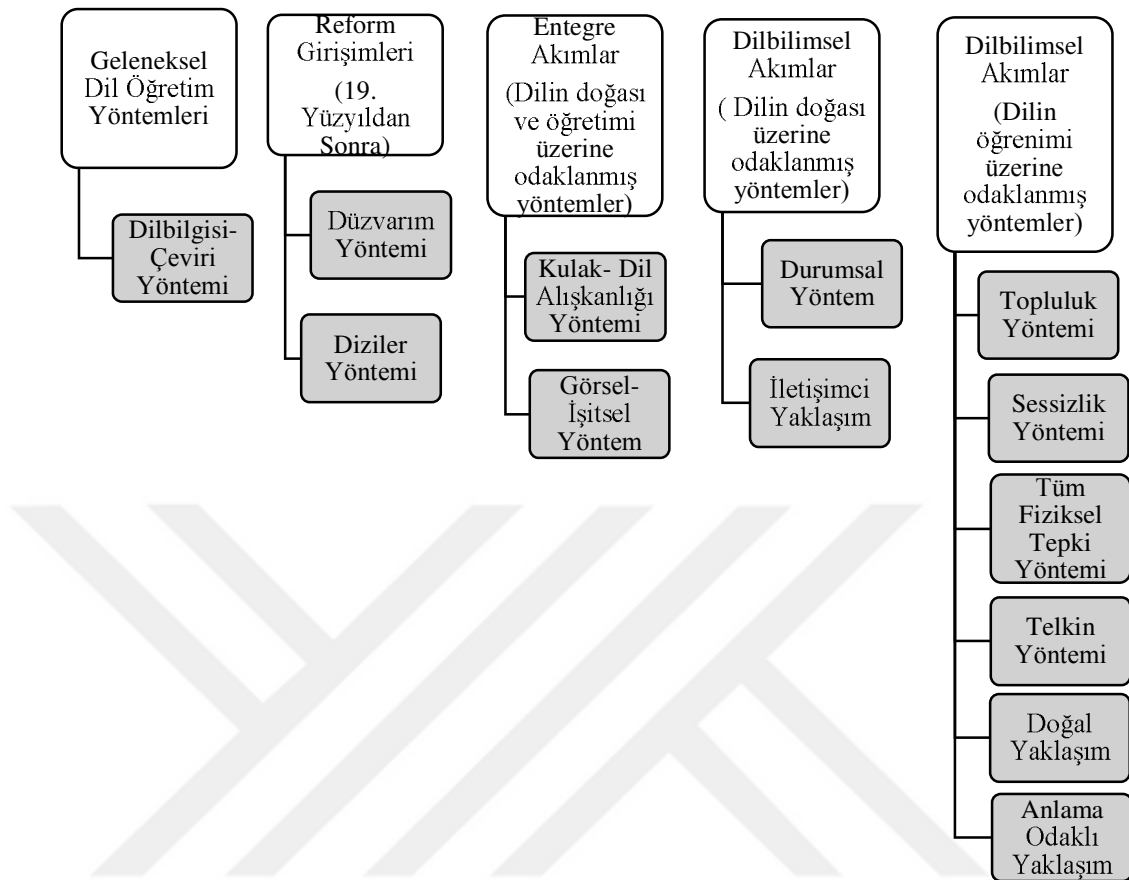 Geleneksel
Dil Öğretim
Yöntemleri
Dilbilgisi-
Çeviri
Yöntemi
Reform
Girişimleri
(19.
Yüzyıldan
Sonra)
Düzvarım
Yöntemi
Diziler
Yöntemi
Entegre
Akımlar
(Dilin doğası
ve öğretimi
üzerine
odaklanmış
yöntemler)
Kulak- Dil
Alışkanlığı
Yöntemi
Görsel-
İşitsel
Yöntem
Dilbilimsel
Akımlar
( Dilin doğası
üzerine
odaklanmış
yöntemler)
Durumsal
Yöntem
İletişimci
Yaklaşım
Dilbilimsel
Akımlar
(Dilin
öğrenimi
üzerine
odaklanmış
yöntemler)
Topluluk
Yöntemi
Sessizlik
Yöntemi
Tüm
Fiziksel
Tepki
Yöntemi
Telkin
Yöntemi
Doğal
Yaklaşım
Anlama
Odaklı
Yaklaşım